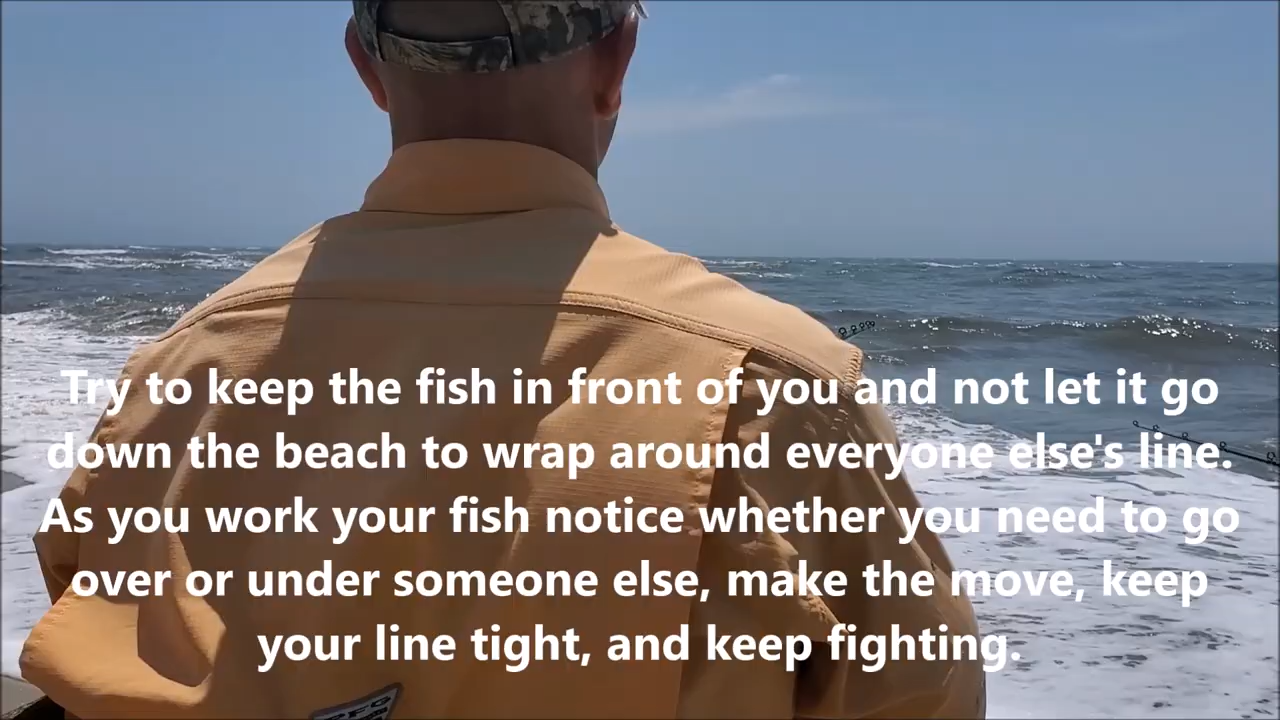 Try to keep the fish in front of you and not let it go
down the beach to wrap around everyone else's line.
As you work your fish notice whether you need to go
over or under someone else, make the move, keep
your line tight, and keep fighting.
PFG